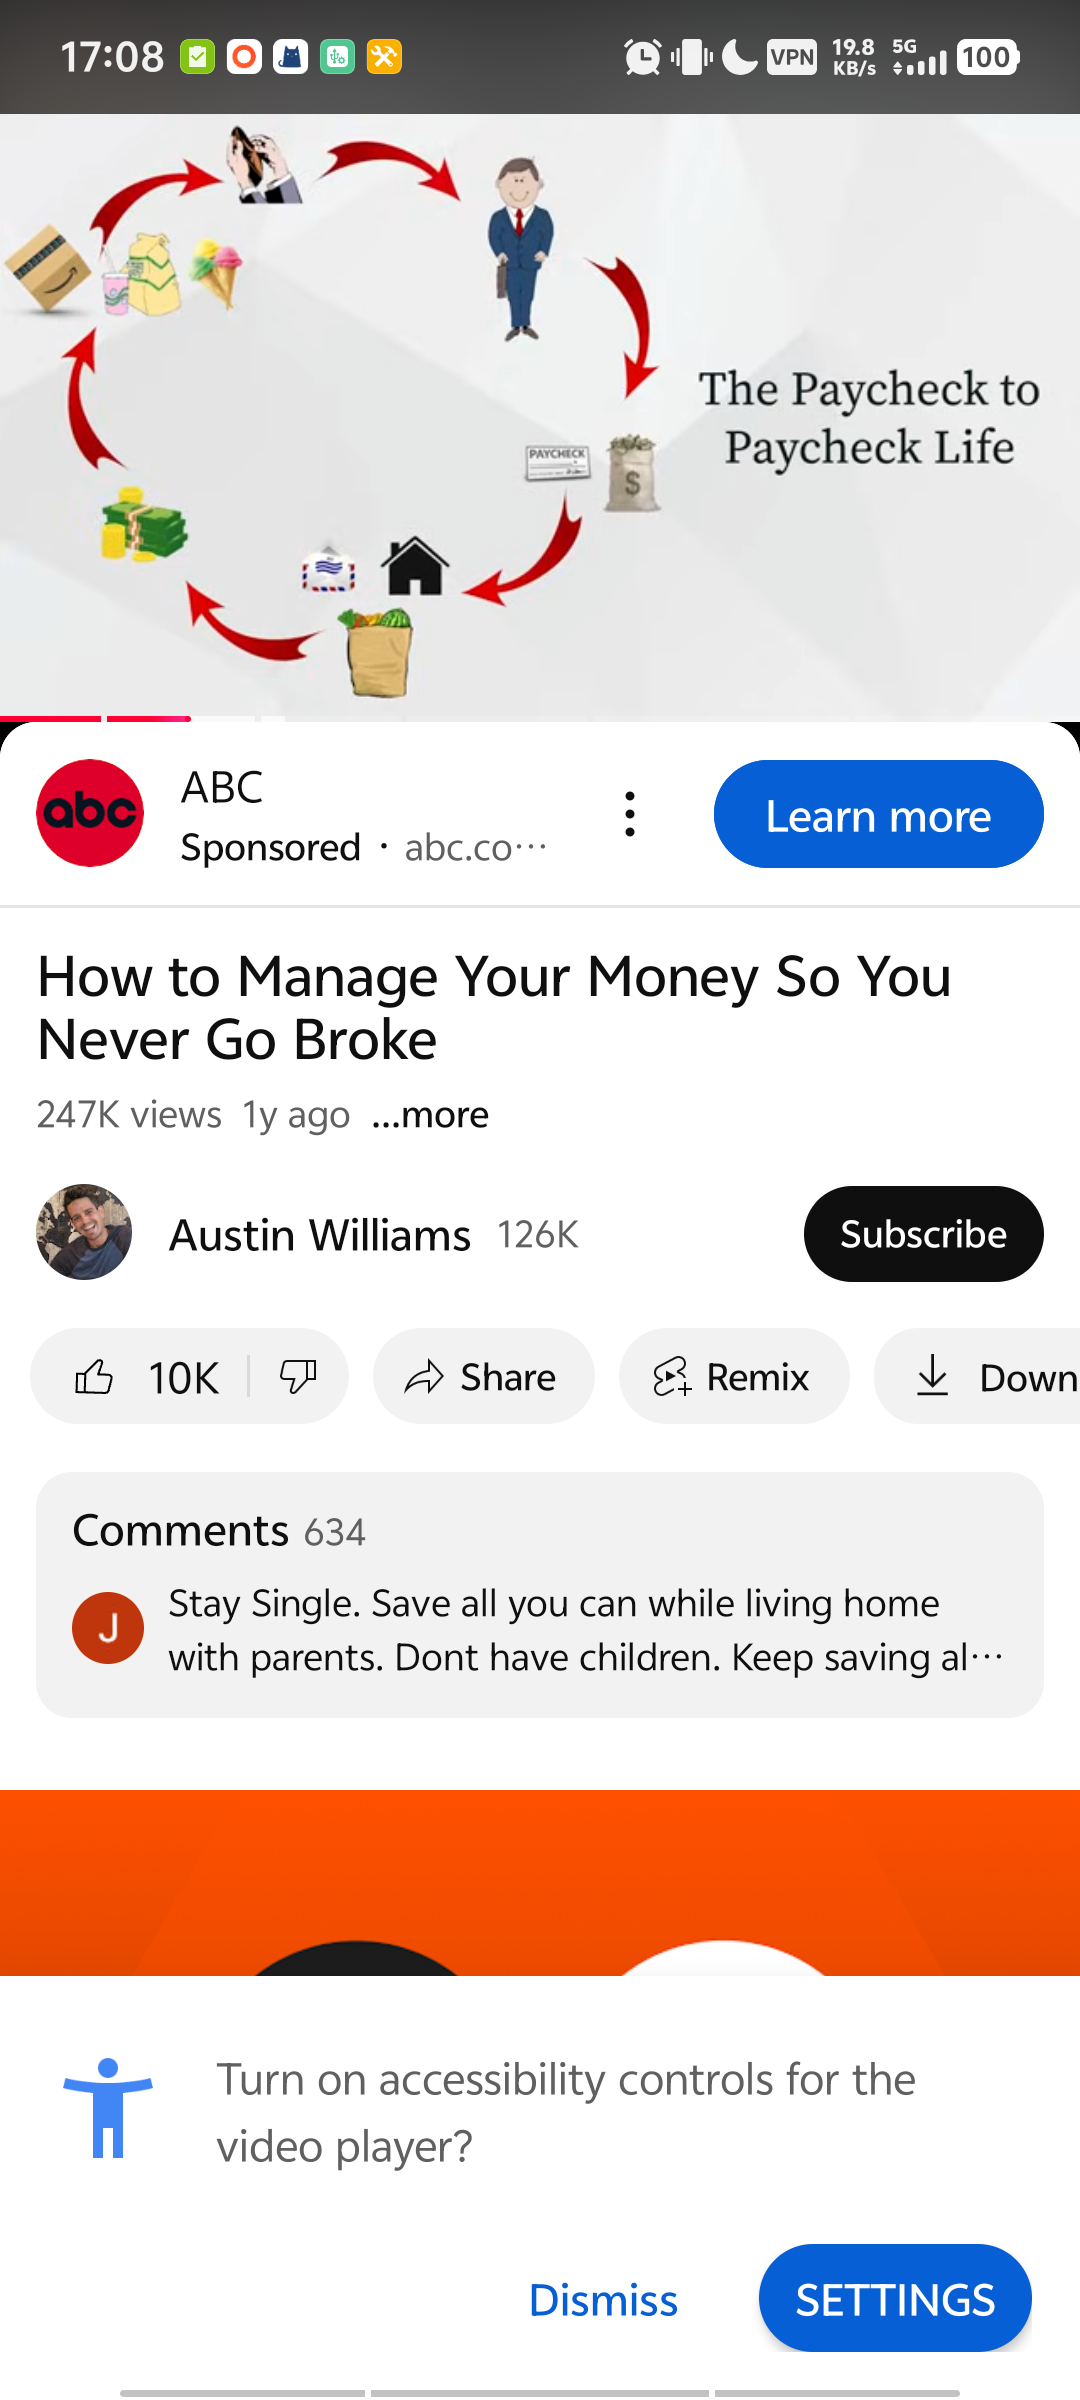 17:08
VPN
19.8 KB/s
5G
100
PAYCHECK
$
The Paycheck to
Paycheck Life
abc
ABC
Sponsored · abc.co...
Learn more
How to Manage Your Money So You
Never Go Broke
247K views 1y ago ...more
Austin Williams 126K
Subscribe
10K
Share
Remix
Down
Comments 634
J
Stay Single. Save all you can while living home
with parents. Dont have children. Keep saving al...
Turn on accessibility controls for the
video player?
Dismiss
SETTINGS